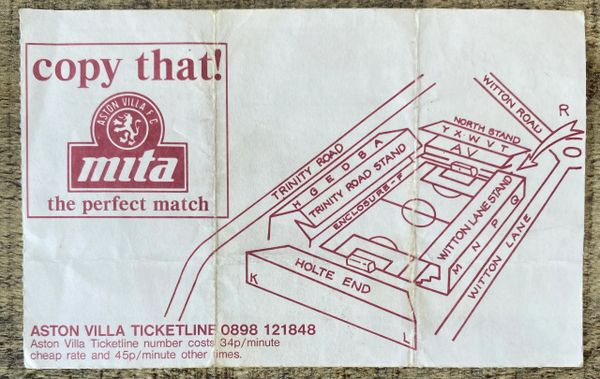 copy that!
ASTON VILLA FC
mita
the perfect match
WITTON ROAD
R
NORTH STAND
Y X W V T
A V
TRINITY ROAD
H G E D B A
TRINITY ROAD STAND
ENCLOSURE-F
WITTON LANE STAND
M N P Q
WITTON LANE
HOLTE END
K
L
ASTON VILLA TICKETLINE 0898 121848
Aston Villa Ticketline number costs 34p/minute
cheap rate and 45p/minute other times.